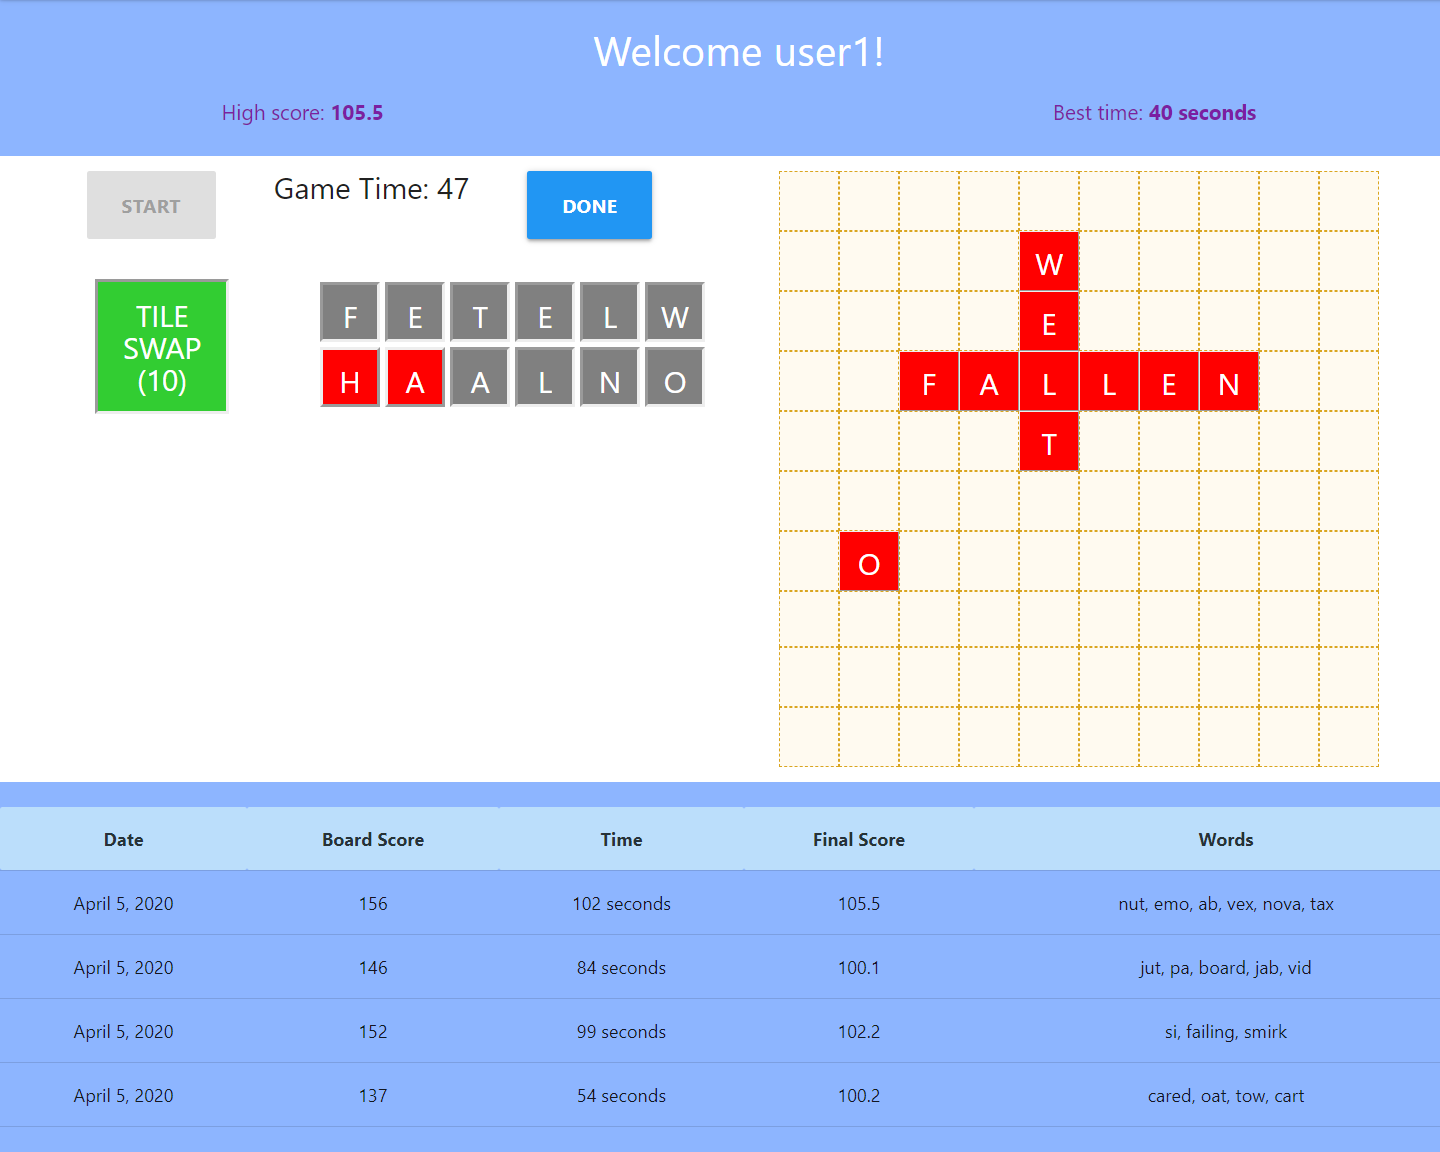 Welcome user1!
High score: 105.5
Best time: 40 seconds
START
Game Time: 47
DONE
TILE
SWAP
(10)
F E T E L W
H A A L N O
W
E
F A L L E N
T
O
Date Board Score Time Final Score Words
April 5, 2020 156 102 seconds 105.5 nut, emo, ab, vex, nova, tax
April 5, 2020 146 84 seconds 100.1 jut, pa, board, jab, vid
April 5, 2020 152 99 seconds 102.2 si, failing, smirk
April 5, 2020 137 54 seconds 100.2 cared, oat, tow, cart